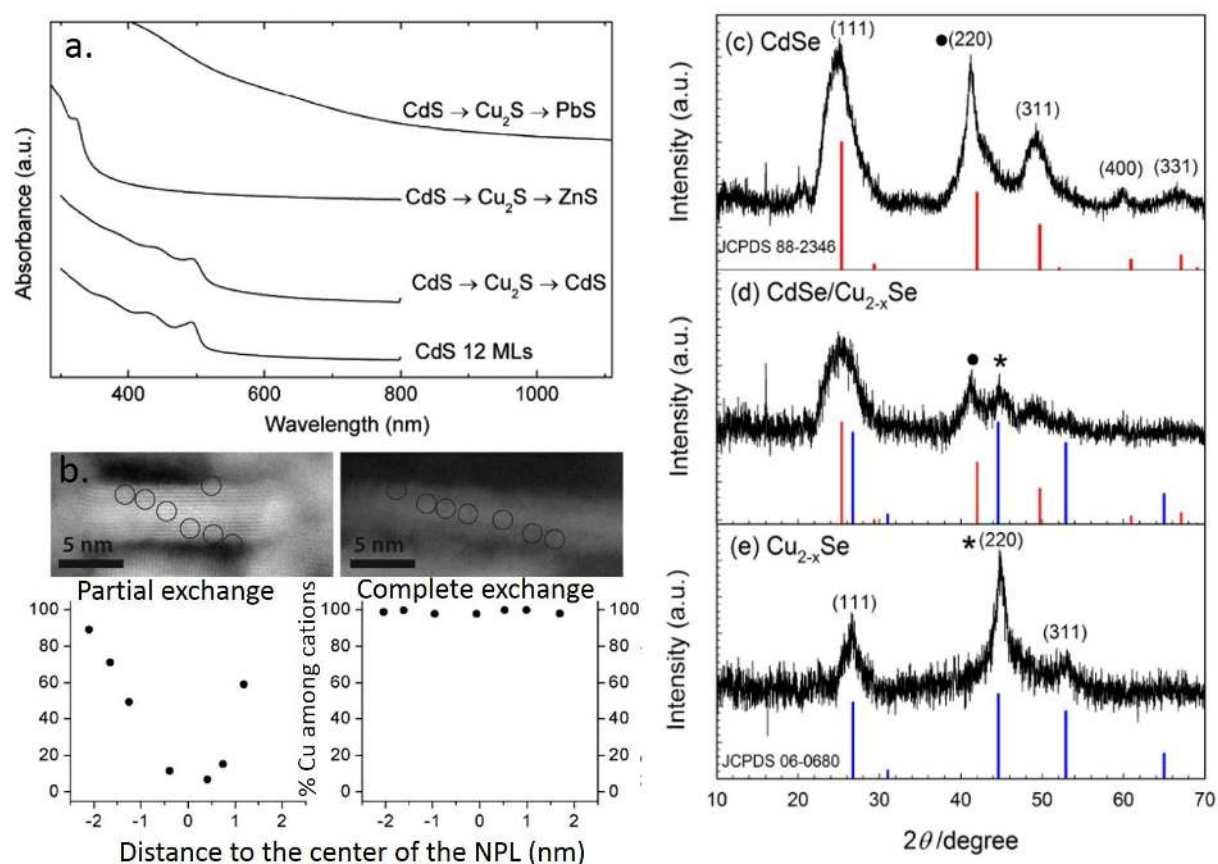 a.
CdS → Cu₂S → PbS
CdS → Cu₂S → ZnS
CdS → Cu₂S → CdS
CdS 12 MLs
Absorbance (a.u.)
400 600 800 1000
Wavelength (nm)
b.
5 nm
5 nm
Partial exchange
Complete exchange
100
80
60
40
20
0
% Cu among cations
100
80
60
40
20
0
-2 -1 0 1 2
-2 -1 0 1 2
Distance to the center of the NPL (nm)
(c) CdSe
(111)
(220)
(311)
(400)
(331)
Intensity (a.u.)
JCPDS 88-2346
(d) CdSe/Cu₂₋ₓSe
*
Intensity (a.u.)
(e) Cu₂₋ₓSe
(111)
*(220)
(311)
Intensity (a.u.)
JCPDS 06-0680
10 20 30 40 50 60 70
2θ/degree